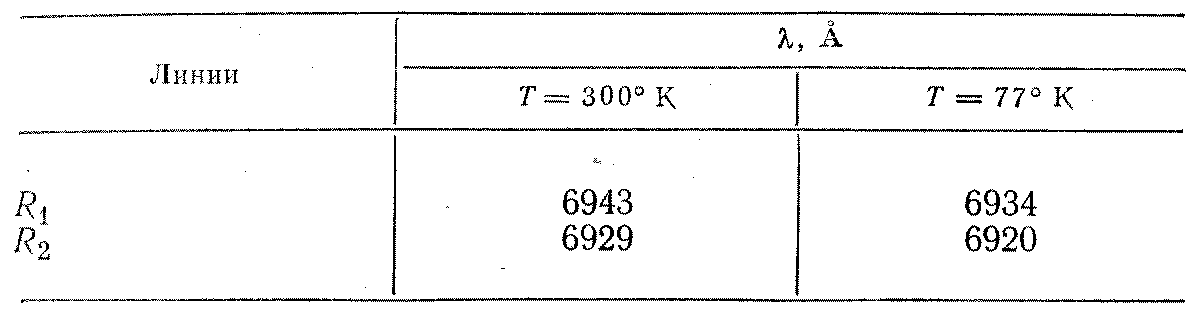 Линии
λ, Å
T = 300° K
T = 77° K
R₁ 6943 6934
R₂ 6929 6920